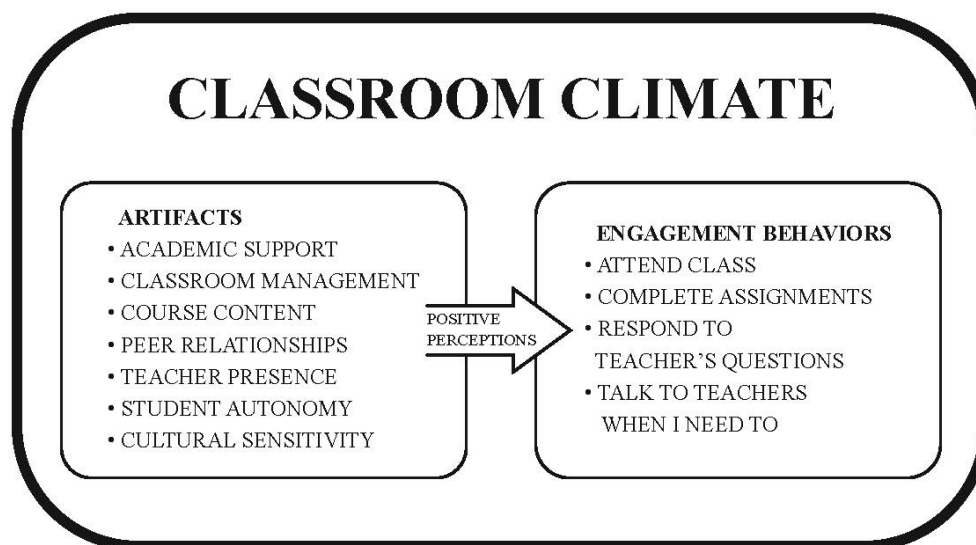 CLASSROOM CLIMATE
ARTIFACTS
• ACADEMIC SUPPORT
• CLASSROOM MANAGEMENT
• COURSE CONTENT
• PEER RELATIONSHIPS
• TEACHER PRESENCE
• STUDENT AUTONOMY
• CULTURAL SENSITIVITY
POSITIVE
PERCEPTIONS
ENGAGEMENT BEHAVIORS
• ATTEND CLASS
• COMPLETE ASSIGNMENTS
• RESPOND TO
TEACHER’S QUESTIONS
• TALK TO TEACHERS
WHEN I NEED TO